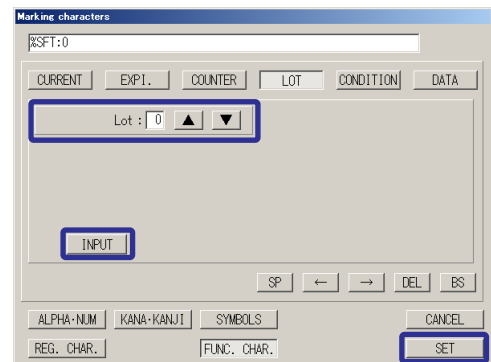 Marking characters
%SFT:0
CURRENT EXPI. COUNTER LOT CONDITION DATA
Lot : 0 ▲ ▼
INPUT
SP ← → DEL BS
ALPHA・NUM KANA・KANJI SYMBOLS CANCEL
REG. CHAR. FUNC. CHAR. SET